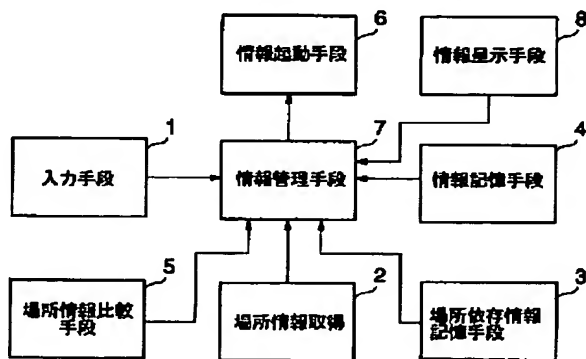 6
情報起動手段
8
情報呈示手段
1
入力手段
7
情報管理手段
4
情報記憶手段
5
場所情報比較
手段
2
場所情報取得
3
場所依存情報
記憶手段